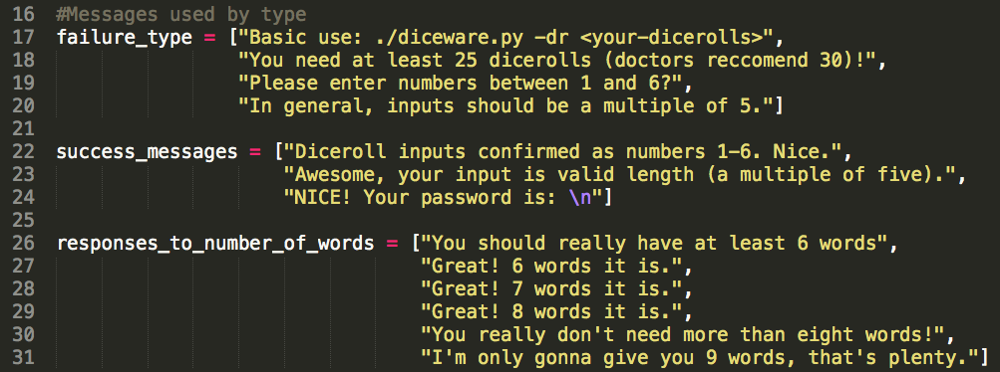 16 #Messages used by type
17 failure_type = ["Basic use: ./diceware.py -dr <your-dicerolls>",
18 "You need at least 25 dicerolls (doctors reccomend 30)!",
19 "Please enter numbers between 1 and 6?",
20 "In general, inputs should be a multiple of 5."]
21
22 success_messages = ["Diceroll inputs confirmed as numbers 1-6. Nice.",
23 "Awesome, your input is valid length (a multiple of five).",
24 "NICE! Your password is: \n"]
25
26 responses_to_number_of_words = ["You should really have at least 6 words",
27 "Great! 6 words it is.",
28 "Great! 7 words it is.",
29 "Great! 8 words it is.",
30 "You really don't need more than eight words!",
31 "I'm only gonna give you 9 words, that's plenty."]